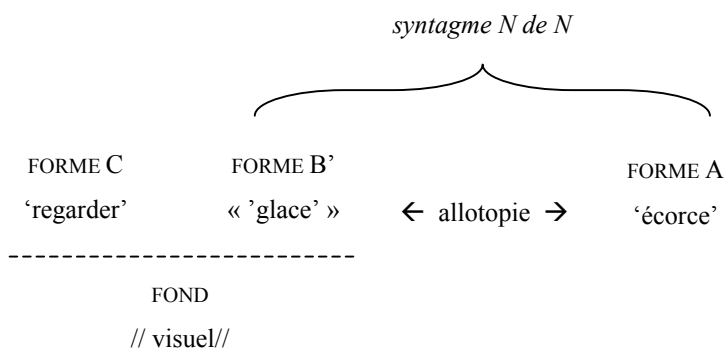 syntagme N de N
FORME C FORME B’ FORME A
‘regarder’ « ’glace’ » ← allotopie → ‘écorce’
FOND
// visuel//